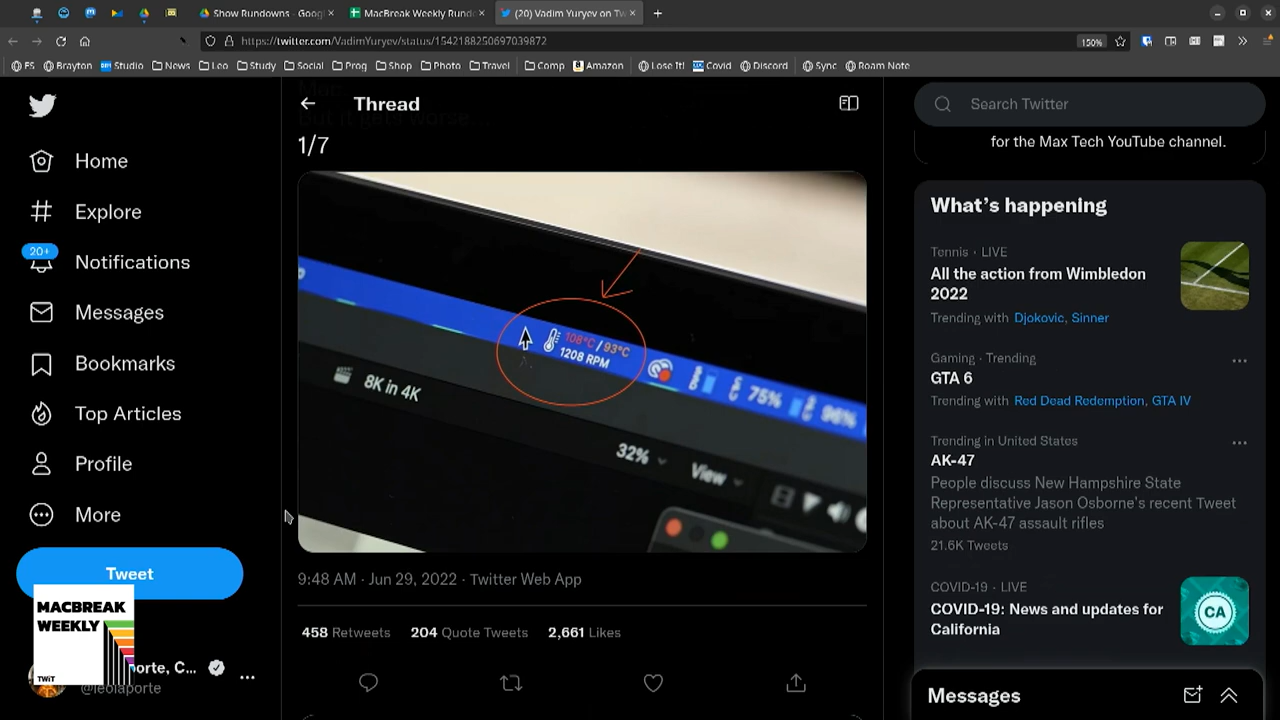 Show Rundowns - Googl
MacBreak Weekly Runde
(20) Vadim Yuryev on Tw
https://twitter.com/VadimYuryev/status/1542188250697039872
150%
FS
Brayton
Studio
News
Leo
Study
Social
Prog
Shop
Photo
Travel
Comp
Amazon
Lose It!
Covid
Discord
Sync
Roam Note
Home
Explore
20+
Notifications
Messages
Bookmarks
Top Articles
Profile
More
Tweet
MACBREAK
WEEKLY
TWiT
porte, C...
@leolaporte
Thread
1/7
108°C / 93°C
1208 RPM
75%
96%
8K in 4K
32%
View
9:48 AM · Jun 29, 2022 · Twitter Web App
458 Retweets 204 Quote Tweets 2,661 Likes
Search Twitter
for the Max Tech YouTube channel.
What's happening
Tennis · LIVE
All the action from Wimbledon
2022
Trending with Djokovic, Sinner
Gaming · Trending
GTA 6
Trending with Red Dead Redemption, GTA IV
Trending in United States
AK-47
People discuss New Hampshire State
Representative Jason Osborne's recent Tweet
about AK-47 assault rifles
21.6K Tweets
COVID-19 · LIVE
COVID-19: News and updates for
California
CA
Messages